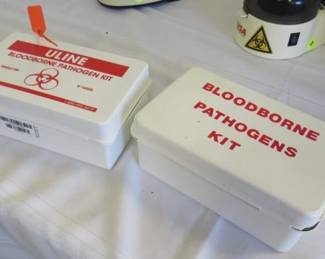 ULINE
BLOODBORNE PATHOGEN KIT
BLOODBORNE
PATHOGENS
KIT